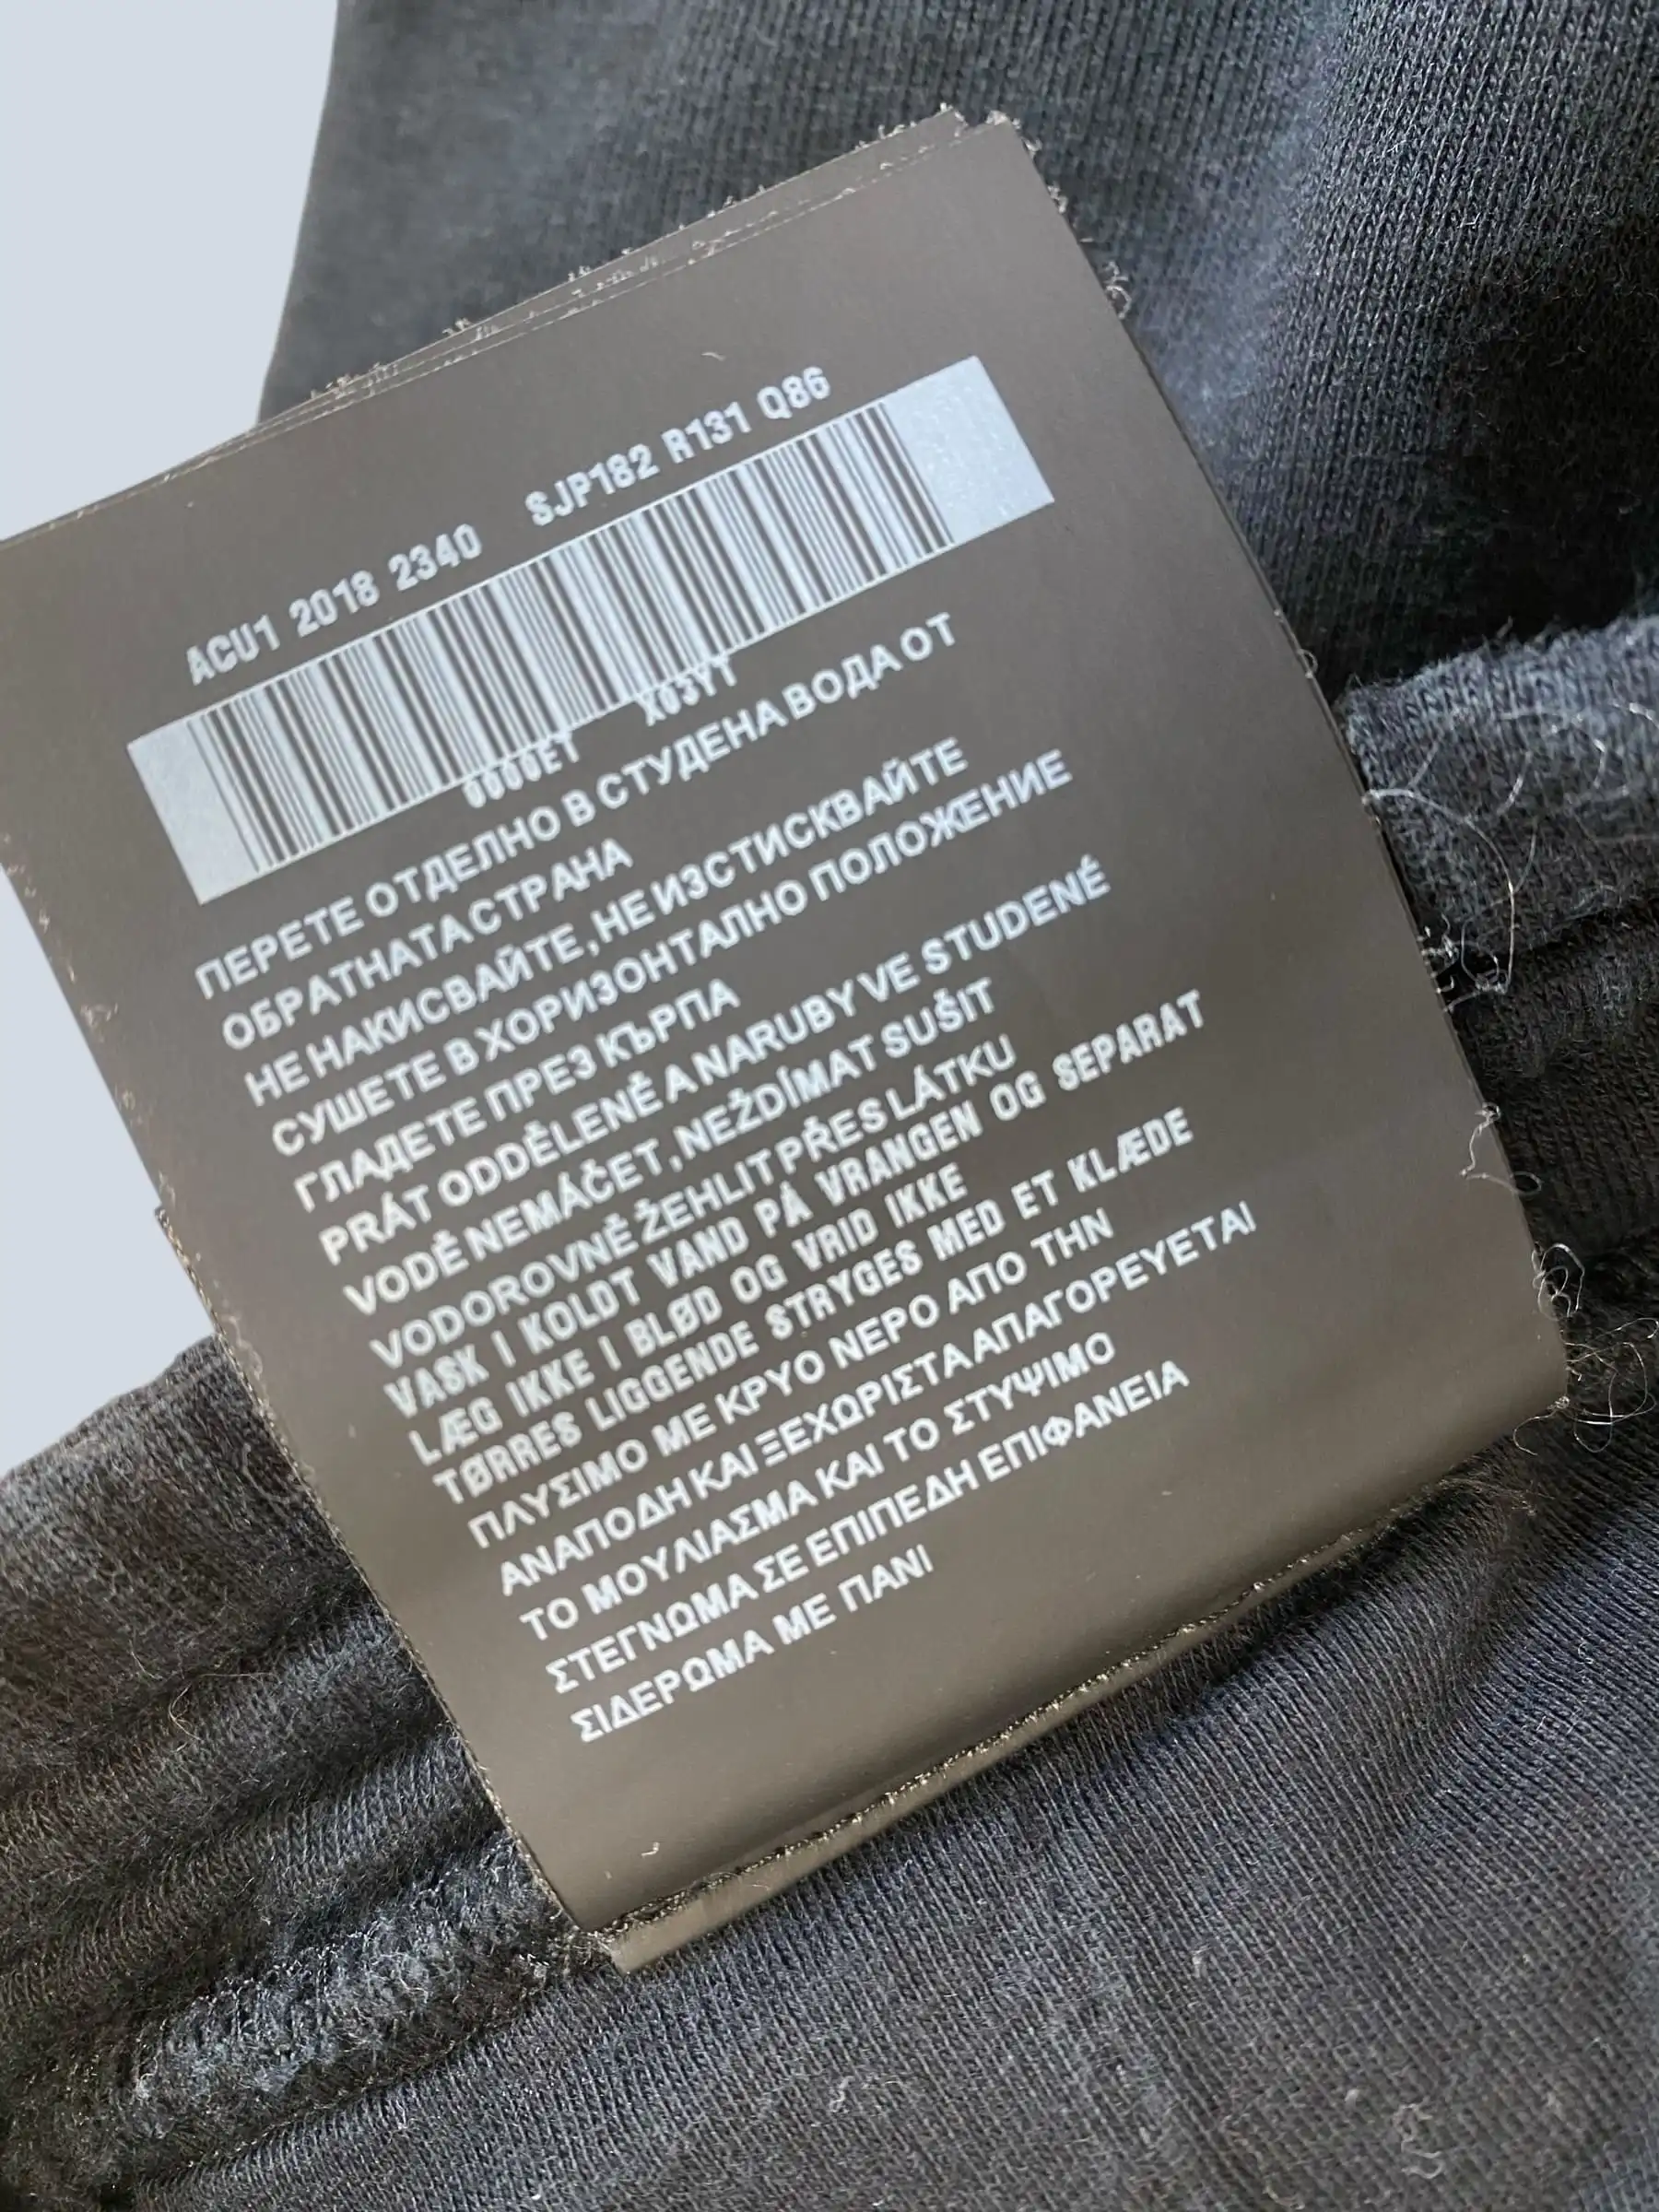 ACU1 2018 2340 SJP182 R131 Q86
0000ET X03YT
ПЕРЕТЕ ОТДЕЛНО В СТУДЕНА ВОДА ОТ
ОБРАТНАТА СТРАНА
НЕ НАКИСВАЙТЕ, НЕ ИЗСТИСКВАЙТЕ
СУШЕТЕ В ХОРИЗОНТАЛНО ПОЛОЖЕНИЕ
ГЛАДЕТЕ ПРЕЗ КЪРПА
PRÁT ODDĚLENĚ A NARUBY VE STUDENÉ
VODĚ NEMÁČET, NEŽDÍMAT SUŠIT
VODOROVNĚ ŽEHLIT PŘES LÁTKU
VASK I KOLDT VAND PÅ VRANGEN OG SEPARAT
LÆG IKKE I BLØD OG VRID IKKE
TØRRES LIGGENDE STRYGES MED ET KLÆDE
ΠΛΥΣΙΜΟ ΜΕ ΚΡΥΟ ΝΕΡΟ ΑΠΟ ΤΗΝ
ΑΝΑΠΟΔΗ ΚΑΙ ΞΕΧΩΡΙΣΤΑ ΑΠΑΓΟΡΕΥΕΤΑΙ
ΤΟ ΜΟΥΛΙΑΣΜΑ ΚΑΙ ΤΟ ΣΤΥΨΙΜΟ
ΣΤΕΓΝΩΜΑ ΣΕ ΕΠΙΠΕΔΗ ΕΠΙΦΑΝΕΙΑ
ΣΙΔΕΡΩΜΑ ΜΕ ΠΑΝΙ